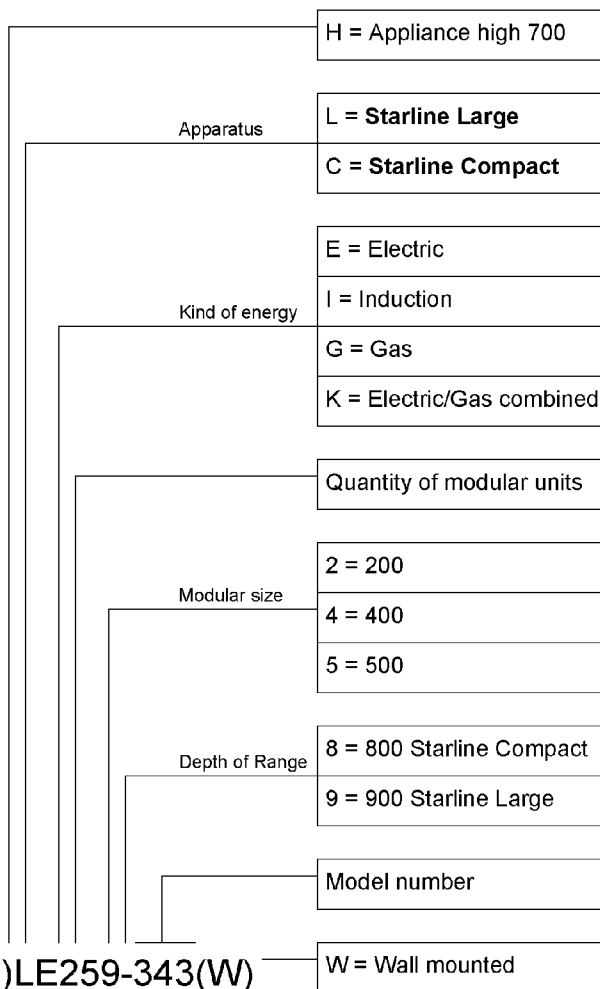 H = Appliance high 700
Apparatus
L = Starline Large
C = Starline Compact
Kind of energy
E = Electric
I = Induction
G = Gas
K = Electric/Gas combined
Quantity of modular units
Modular size
2 = 200
4 = 400
5 = 500
Depth of Range
8 = 800 Starline Compact
9 = 900 Starline Large
Model number
)LE259-343(W)
W = Wall mounted